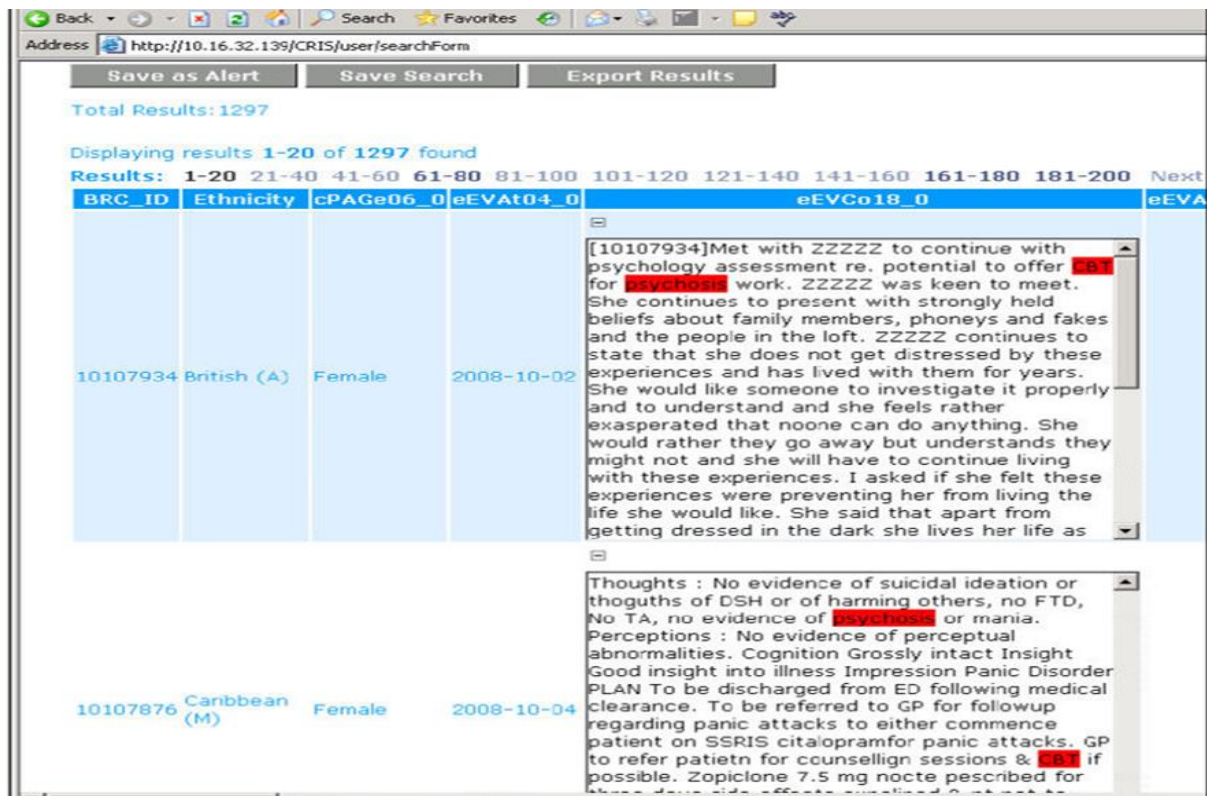 Back Search Favorites
Address http://10.16.32.139/CRIS/user/searchForm
Save as Alert Save Search Export Results
Total Results:1297
Displaying results 1-20 of 1297 found
Results: 1-20 21-40 41-60 61-80 81-100 101-120 121-140 141-160 161-180 181-200 Next
BRC_ID Ethnicity cPAGe06_0 eEVAt04_0 eEVCo18_0 eEVA
10107934 British (A) Female 2008-10-02
[10107934]Met with ZZZZZ to continue with
psychology assessment re. potential to offer CBT
for psychosis work. ZZZZZ was keen to meet.
She continues to present with strongly held
beliefs about family members, phoneys and fakes
and the people in the loft. ZZZZZ continues to
state that she does not get distressed by these
experiences and has lived with them for years.
She would like someone to investigate it properly
and to understand and she feels rather
exasperated that noone can do anything. She
would rather they go away but understands they
might not and she will have to continue living
with these experiences. I asked if she felt these
experiences were preventing her from living the
life she would like. She said that apart from
getting dressed in the dark she lives her life as
10107876 Caribbean (M) Female 2008-10-04
Thoughts : No evidence of suicidal ideation or
thoguths of DSH or of harming others, no FTD,
No TA, no evidence of psychosis or mania.
Perceptions : No evidence of perceptual
abnormalities. Cognition Grossly intact Insight
Good insight into illness Impression Panic Disorder
PLAN To be discharged from ED following medical
clearance. To be referred to GP for followup
regarding panic attacks to either commence
patient on SSRIS citalopramfor panic attacks. GP
to refer patietn for counsellign sessions & CBT if
possible. Zopiclone 7.5 mg nocte pescribed for